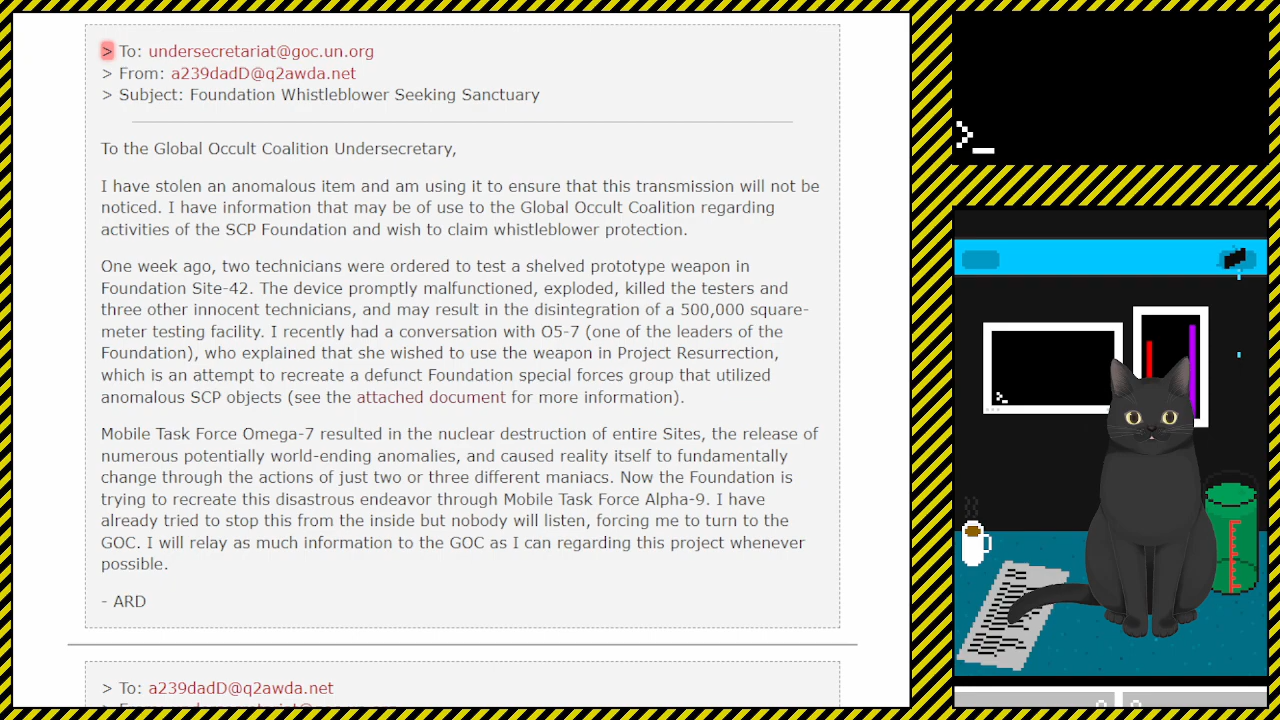 > To: undersecretariat@goc.un.org
> From: a239dadD@q2awda.net
> Subject: Foundation Whistleblower Seeking Sanctuary
To the Global Occult Coalition Undersecretary,
I have stolen an anomalous item and am using it to ensure that this transmission will not be
noticed. I have information that may be of use to the Global Occult Coalition regarding
activities of the SCP Foundation and wish to claim whistleblower protection.
One week ago, two technicians were ordered to test a shelved prototype weapon in
Foundation Site-42. The device promptly malfunctioned, exploded, killed the testers and
three other innocent technicians, and may result in the disintegration of a 500,000 square-
meter testing facility. I recently had a conversation with O5-7 (one of the leaders of the
Foundation), who explained that she wished to use the weapon in Project Resurrection,
which is an attempt to recreate a defunct Foundation special forces group that utilized
anomalous SCP objects (see the attached document for more information).
Mobile Task Force Omega-7 resulted in the nuclear destruction of entire Sites, the release of
numerous potentially world-ending anomalies, and caused reality itself to fundamentally
change through the actions of just two or three different maniacs. Now the Foundation is
trying to recreate this disastrous endeavor through Mobile Task Force Alpha-9. I have
already tried to stop this from the inside but nobody will listen, forcing me to turn to the
GOC. I will relay as much information to the GOC as I can regarding this project whenever
possible.
- ARD
> To: a239dadD@q2awda.net
>_
>_